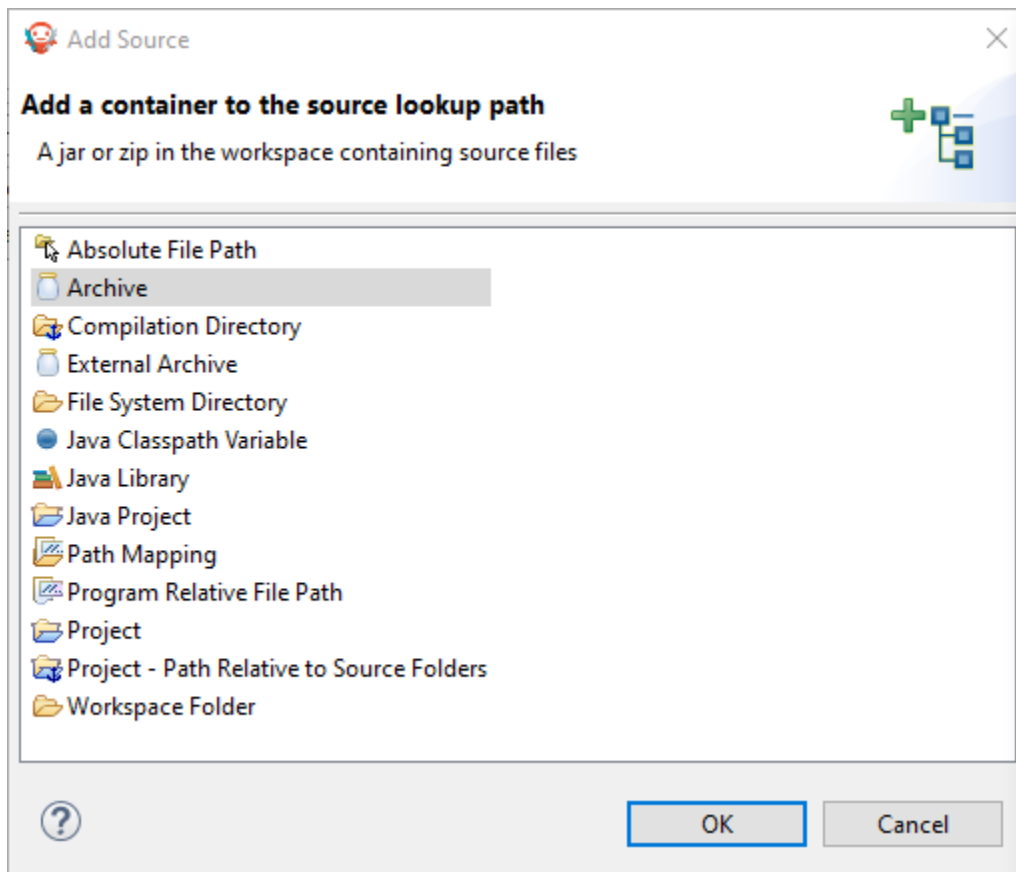 Add Source
Add a container to the source lookup path
A jar or zip in the workspace containing source files
Absolute File Path
Archive
Compilation Directory
External Archive
File System Directory
Java Classpath Variable
Java Library
Java Project
Path Mapping
Program Relative File Path
Project
Project - Path Relative to Source Folders
Workspace Folder
?
OK
Cancel